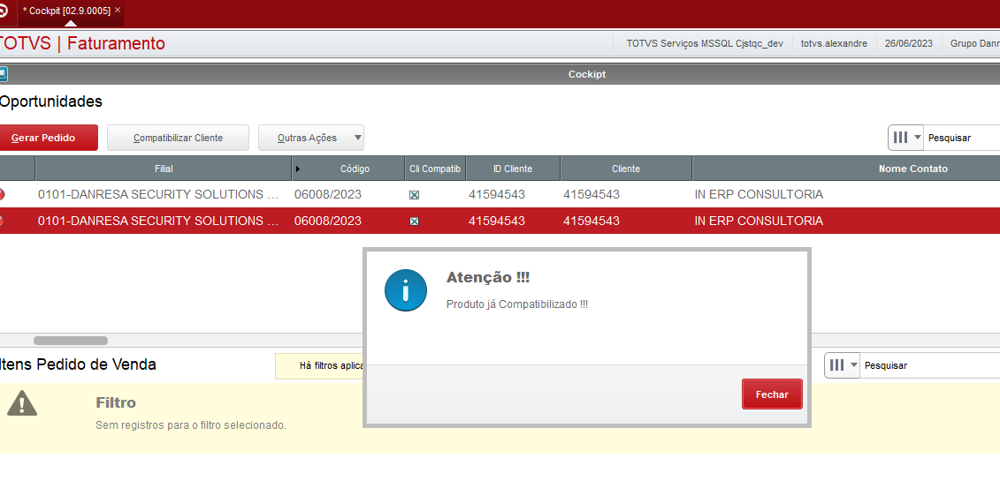 * Cockpit [02.9.0005] ×
TOTVS | Faturamento
TOTVS Serviços MSSQL Cjstqc_dev
totvs.alexandre
26/06/2023
Grupo Danr
Cockipt
Oportunidades
Gerar Pedido
Compatibilizar Cliente
Outras Ações
Pesquisar
Filial Código Cli Compatib ID Cliente Cliente Nome Contato
0101-DANRESA SECURITY SOLUTIONS ... 06008/2023 41594543 41594543 IN ERP CONSULTORIA
0101-DANRESA SECURITY SOLUTIONS ... 06008/2023 41594543 41594543 IN ERP CONSULTORIA
Atenção !!!
Produto já Compatibilizado !!!
Fechar
Itens Pedido de Venda
Há filtros aplica
Pesquisar
Filtro
Sem registros para o filtro selecionado.